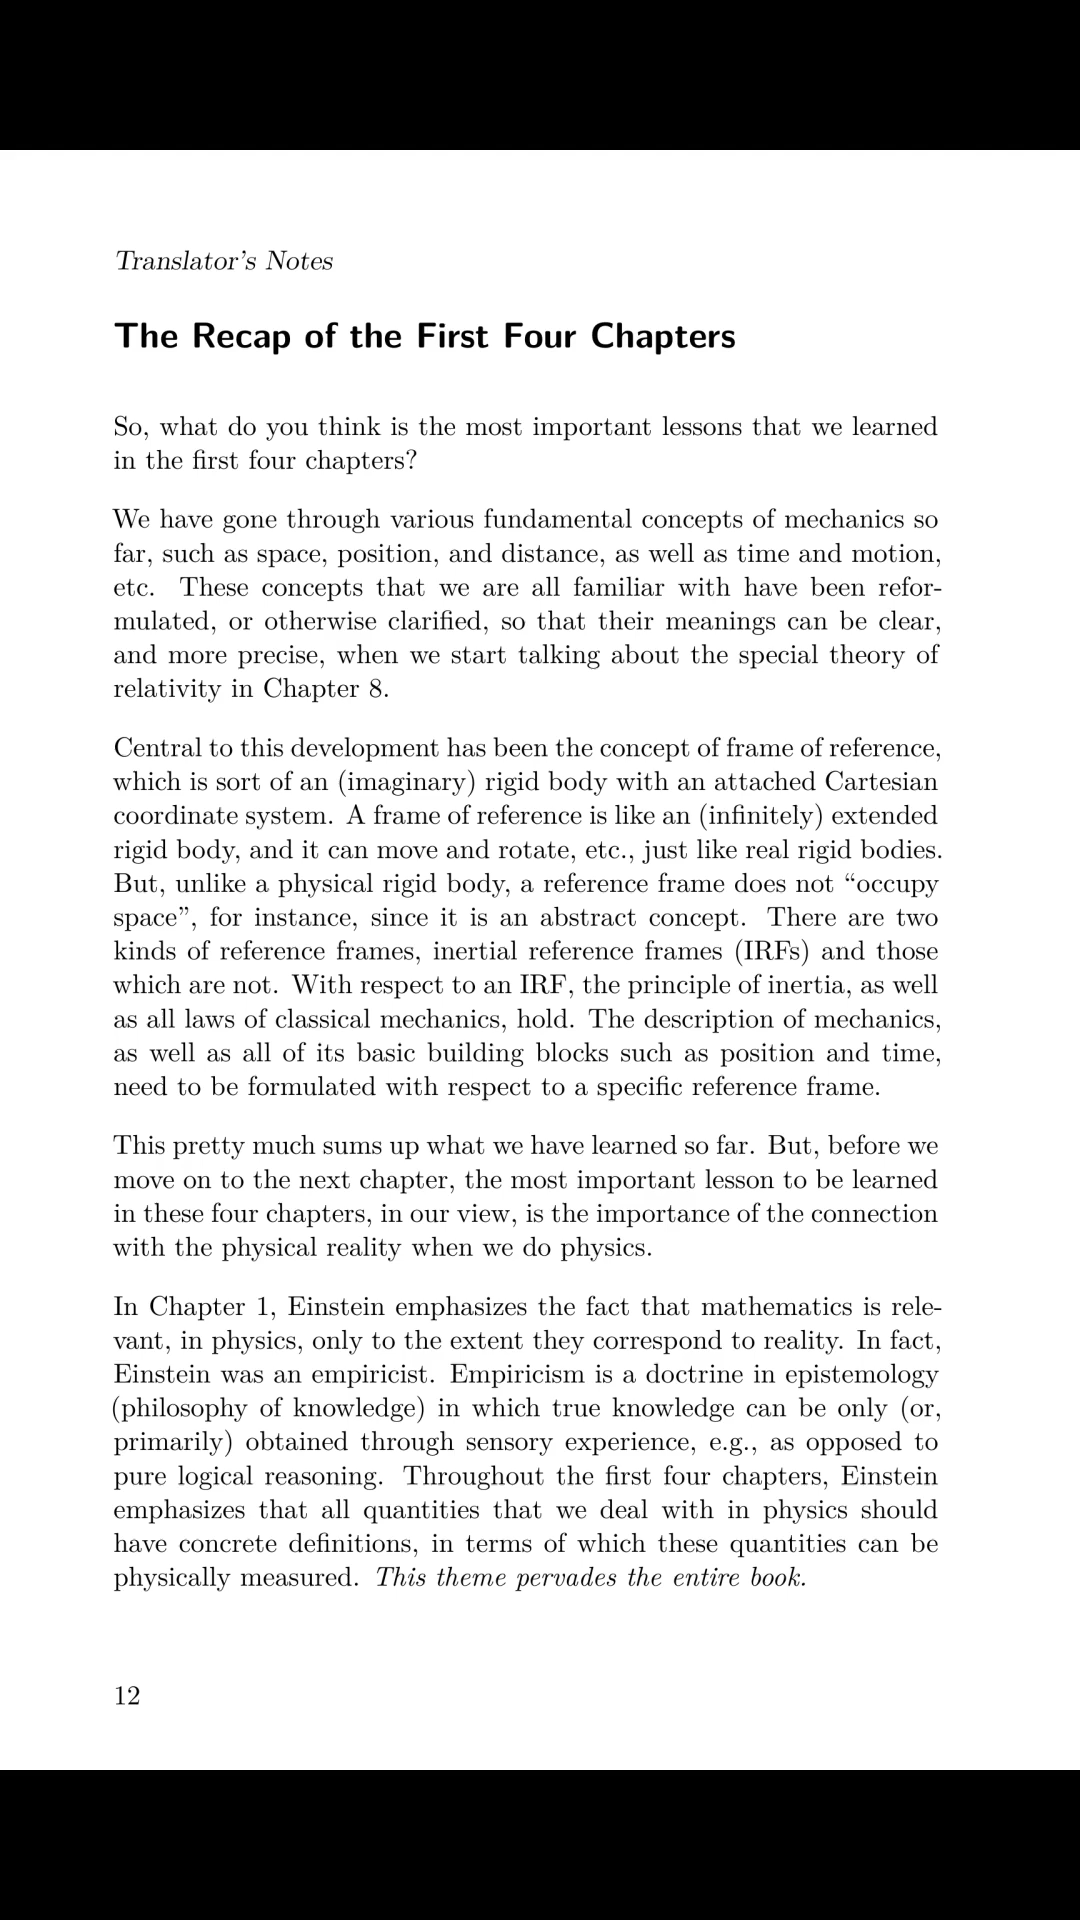 Translator's Notes
The Recap of the First Four Chapters
So, what do you think is the most important lessons that we learned
in the first four chapters?
We have gone through various fundamental concepts of mechanics so
far, such as space, position, and distance, as well as time and motion,
etc. These concepts that we are all familiar with have been refor-
mulated, or otherwise clarified, so that their meanings can be clear,
and more precise, when we start talking about the special theory of
relativity in Chapter 8.
Central to this development has been the concept of frame of reference,
which is sort of an (imaginary) rigid body with an attached Cartesian
coordinate system. A frame of reference is like an (infinitely) extended
rigid body, and it can move and rotate, etc., just like real rigid bodies.
But, unlike a physical rigid body, a reference frame does not “occupy
space”, for instance, since it is an abstract concept. There are two
kinds of reference frames, inertial reference frames (IRFs) and those
which are not. With respect to an IRF, the principle of inertia, as well
as all laws of classical mechanics, hold. The description of mechanics,
as well as all of its basic building blocks such as position and time,
need to be formulated with respect to a specific reference frame.
This pretty much sums up what we have learned so far. But, before we
move on to the next chapter, the most important lesson to be learned
in these four chapters, in our view, is the importance of the connection
with the physical reality when we do physics.
In Chapter 1, Einstein emphasizes the fact that mathematics is rele-
vant, in physics, only to the extent they correspond to reality. In fact,
Einstein was an empiricist. Empiricism is a doctrine in epistemology
(philosophy of knowledge) in which true knowledge can be only (or,
primarily) obtained through sensory experience, e.g., as opposed to
pure logical reasoning. Throughout the first four chapters, Einstein
emphasizes that all quantities that we deal with in physics should
have concrete definitions, in terms of which these quantities can be
physically measured. This theme pervades the entire book.
12